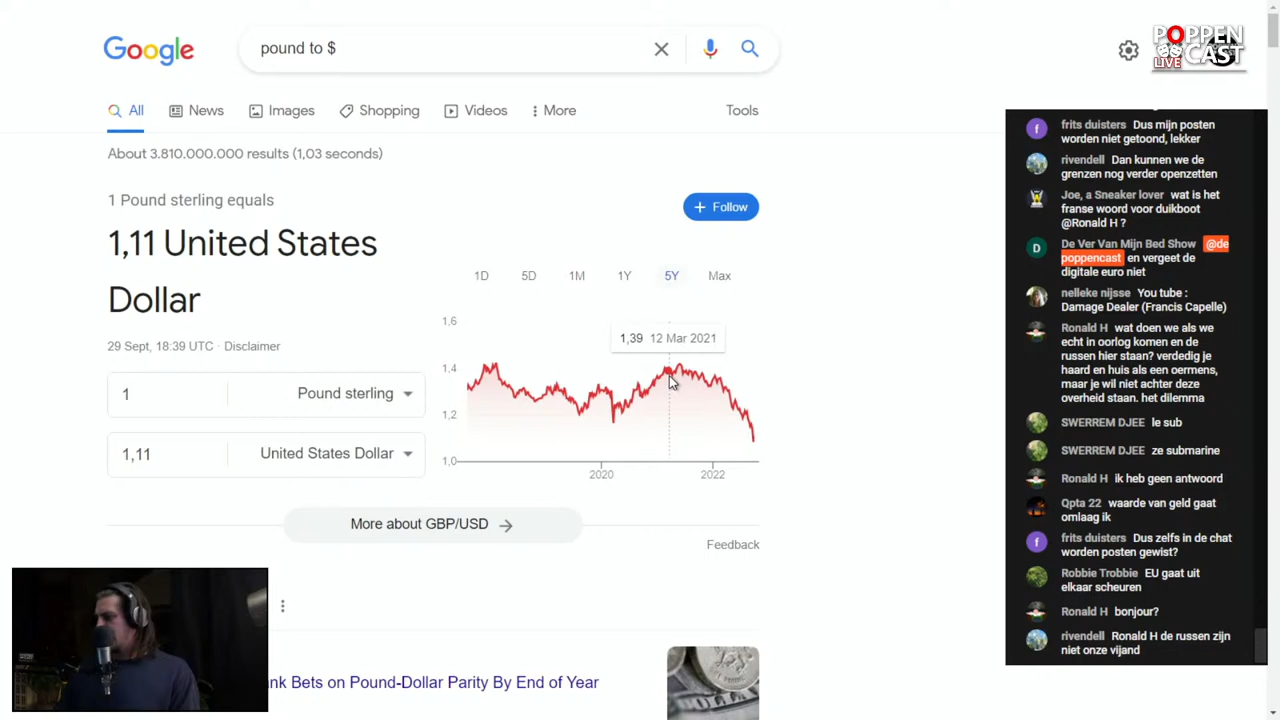 Google
pound to $
POPPEN
LIVE CAST
All News Images Shopping Videos More Tools
About 3.810.000.000 results (1,03 seconds)
1 Pound sterling equals
Follow
1,11 United States
Dollar
29 Sept, 18:39 UTC · Disclaimer
1 Pound sterling
1,11 United States Dollar
1D 5D 1M 1Y 5Y Max
1,6
1,39 12 Mar 2021
1,4
1,2
1,0
2020 2022
More about GBP/USD
Feedback
nk Bets on Pound-Dollar Parity By End of Year
frits duisters Dus mijn posten
worden niet getoond, lekker
rivendell Dan kunnen we de
grenzen nog verder openzetten
Joe, a Sneaker lover wat is het
franse woord voor duikboot
@Ronald H ?
D De Ver Van Mijn Bed Show @de
poppencast en vergeet de
digitale euro niet
nelleke nijsse You tube :
Damage Dealer (Francis Capelle)
Ronald H wat doen we als we
echt in oorlog komen en de
russen hier staan? verdedig je
haard en huis als een oermens,
maar je wil niet achter deze
overheid staan. het dilemma
SWERREM DJEE le sub
SWERREM DJEE ze submarine
Ronald H ik heb geen antwoord
Qpta 22 waarde van geld gaat
omlaag ik
f frits duisters Dus zelfs in de chat
worden posten gewist?
Robbie Trobbie EU gaat uit
elkaar scheuren
Ronald H bonjour?
rivendell Ronald H de russen zijn
niet onze vijand